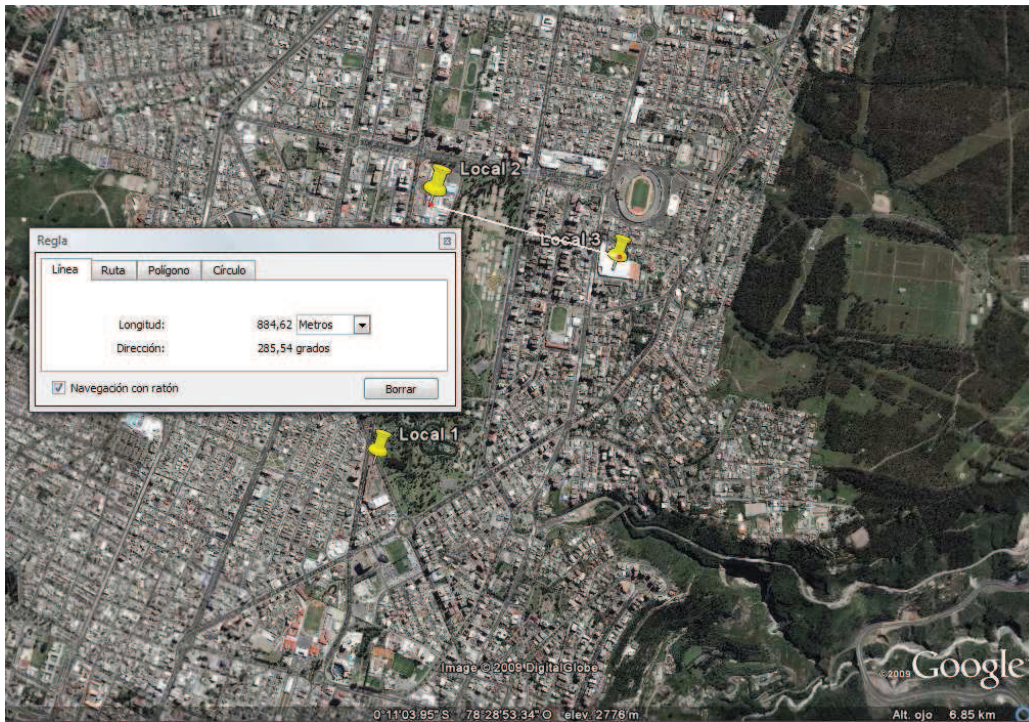 Local 2
Local 3
Regla
Línea Ruta Polígono Círculo
Longitud: 884,62 Metros
Dirección: 285,54 grados
Navegación con ratón Borrar
Local 1
Image © 2009 DigitalGlobe
© 2009 Google
0°11'03.95" S 78°28'53.34" O elev. 2776 m Alt. ojo 6.85 km